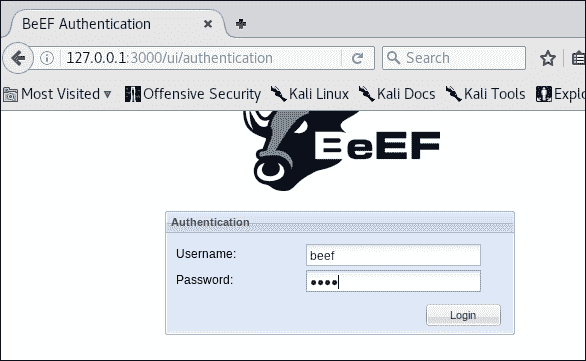 BeEF Authentication
127.0.0.1:3000/ui/authentication
Search
Most Visited
Offensive Security
Kali Linux
Kali Docs
Kali Tools
Explo
BeEF
Authentication
Username: beef
Password: ••••
Login